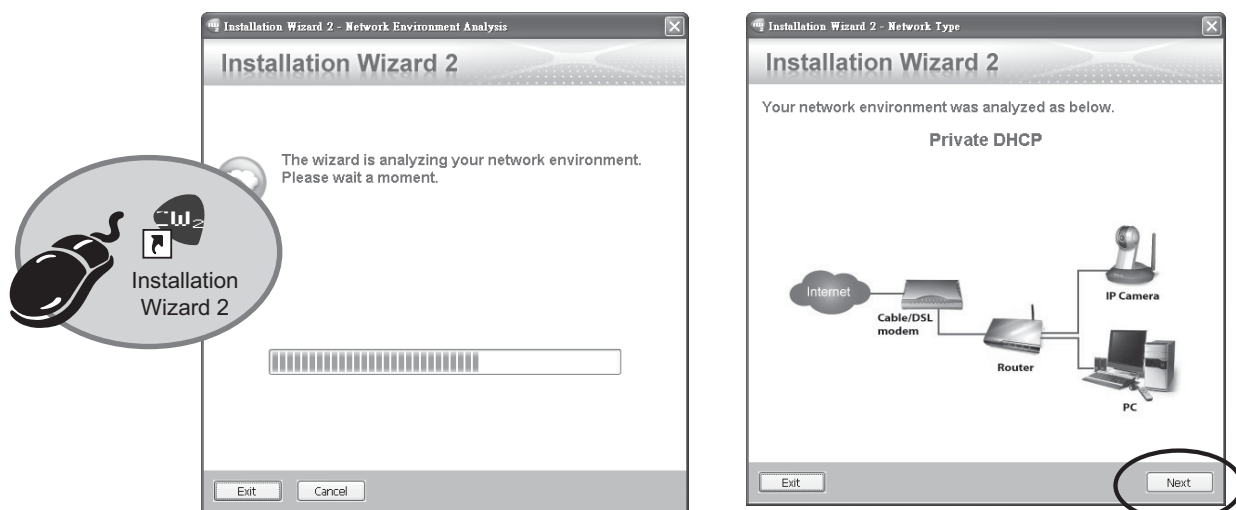 Installation Wizard 2 - Network Environment Analysis
Installation Wizard 2
The wizard is analyzing your network environment.
Please wait a moment.
Exit
Cancel
IW2
Installation
Wizard 2
Installation Wizard 2 - Network Type
Installation Wizard 2
Your network environment was analyzed as below.
Private DHCP
Internet
Cable/DSL
modem
Router
IP Camera
PC
Exit
Next